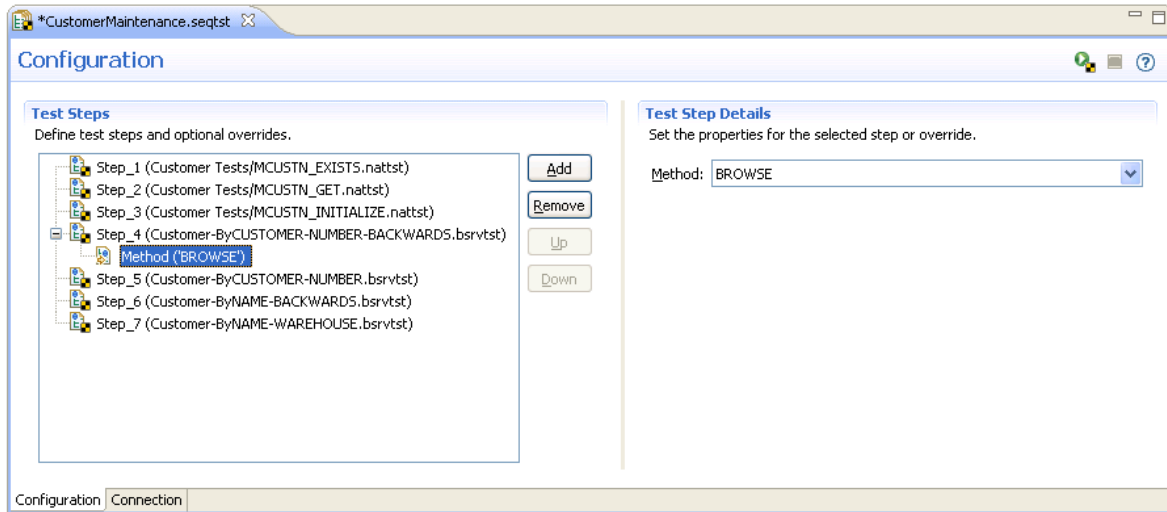 *CustomerMaintenance.seqtst
Configuration
Test Steps
Define test steps and optional overrides.
Step_1 (Customer Tests/MCUSTN_EXISTS.nattst)
Step_2 (Customer Tests/MCUSTN_GET.nattst)
Step_3 (Customer Tests/MCUSTN_INITIALIZE.nattst)
Step_4 (Customer-ByCUSTOMER-NUMBER-BACKWARDS.bsrvtst)
Method ('BROWSE')
Step_5 (Customer-ByCUSTOMER-NUMBER.bsrvtst)
Step_6 (Customer-ByNAME-BACKWARDS.bsrvtst)
Step_7 (Customer-ByNAME-WAREHOUSE.bsrvtst)
Add
Remove
Up
Down
Test Step Details
Set the properties for the selected step or override.
Method: BROWSE
Configuration Connection